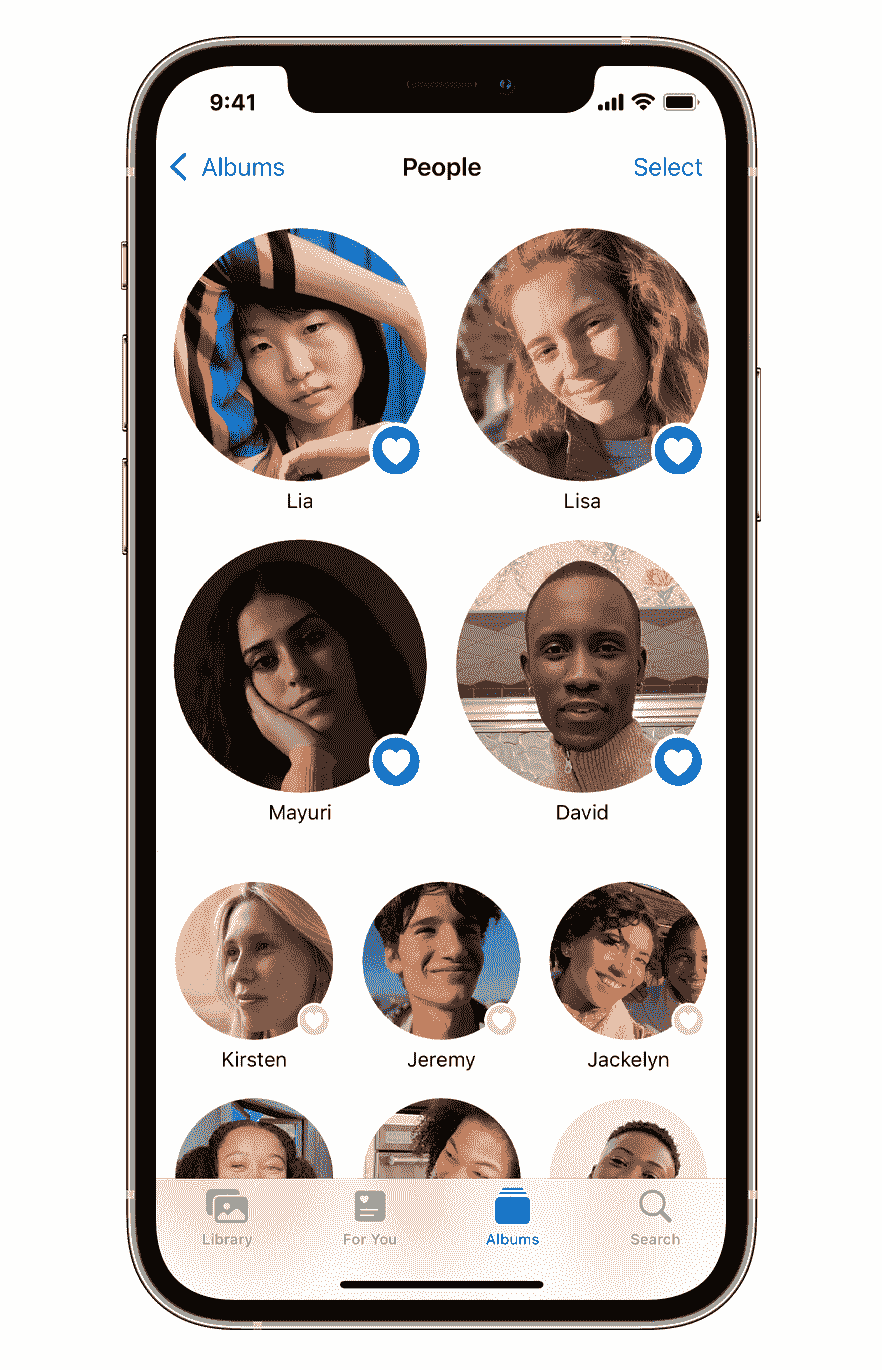 9:41
Albums People Select
Lia Lisa
Mayuri David
Kirsten Jeremy Jackelyn
Library For You Albums Search